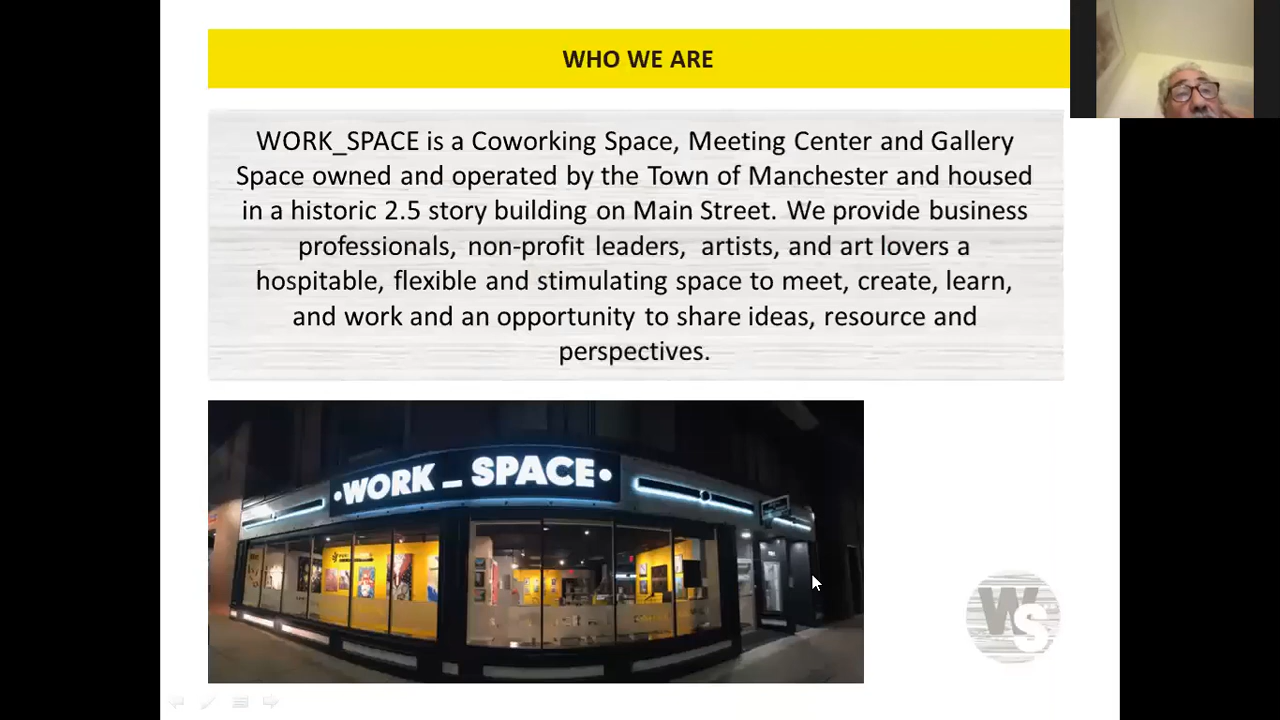 WHO WE ARE
WORK_SPACE is a Coworking Space, Meeting Center and Gallery
Space owned and operated by the Town of Manchester and housed
in a historic 2.5 story building on Main Street. We provide business
professionals, non-profit leaders, artists, and art lovers a
hospitable, flexible and stimulating space to meet, create, learn,
and work and an opportunity to share ideas, resource and
perspectives.
•WORK _ SPACE•
WS